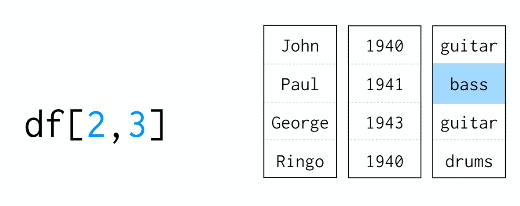 John 1940 guitar
Paul 1941 bass
df[2,3]
George 1943 guitar
Ringo 1940 drums